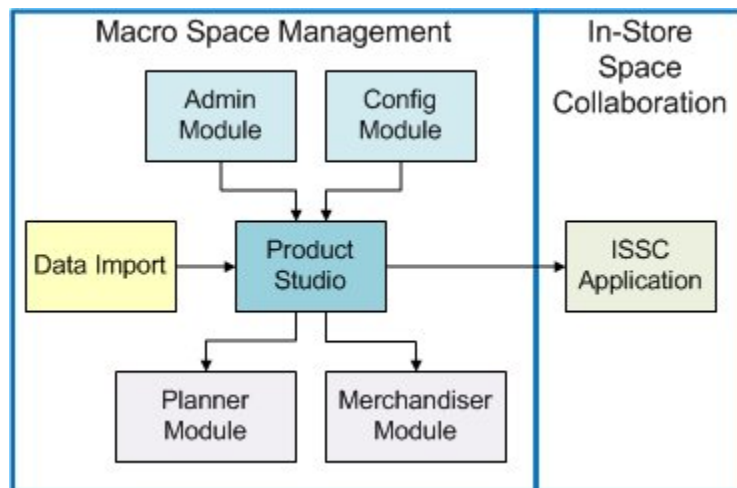 Macro Space Management
In-Store
Space
Collaboration
Admin
Module
Config
Module
Data Import
Product
Studio
ISSC
Application
Planner
Module
Merchandiser
Module